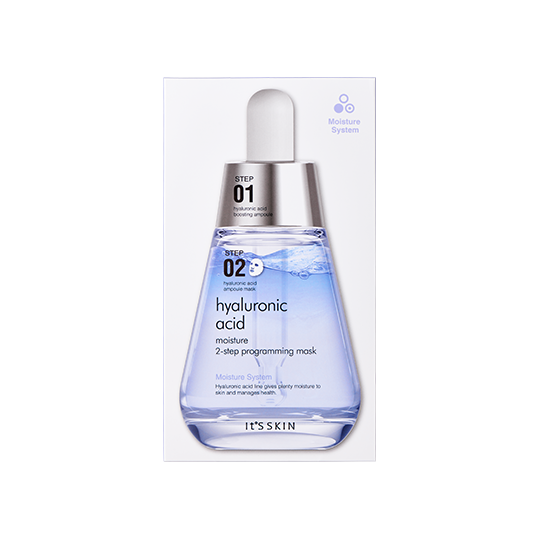 Moisture
System
STEP
01
hyaluronic acid
boosting ampoule
STEP
02
hyaluronic acid
ampoule mask
hyaluronic
acid
moisture
2-step programming mask
Moisture System
Hyaluronic acid line gives plenty moisture to
skin and manages health.
It'S SKIN